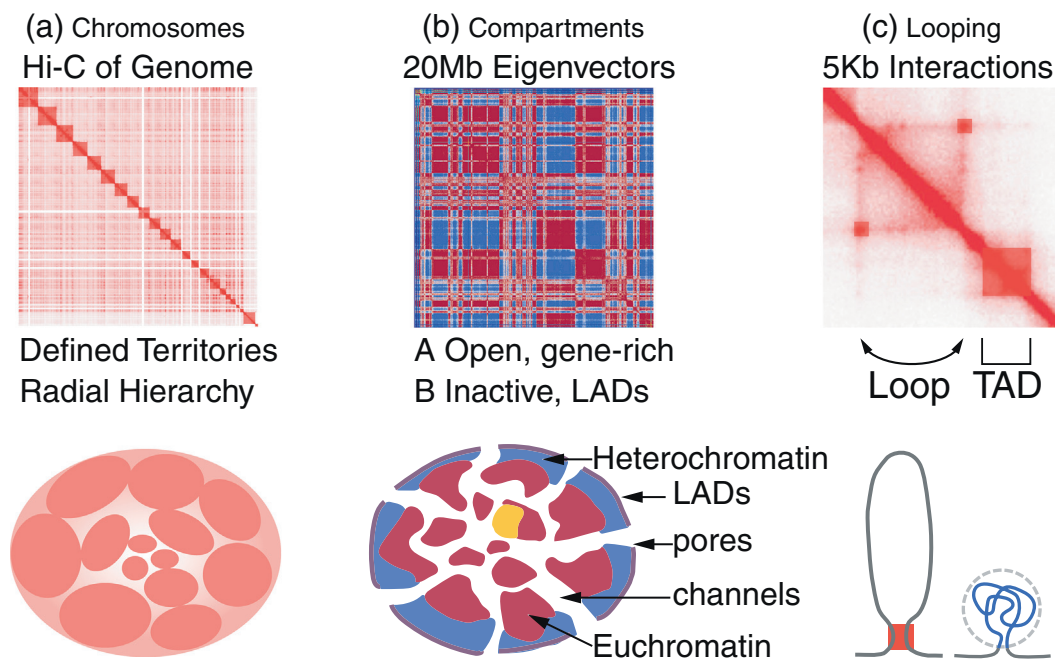 (a) Chromosomes
Hi-C of Genome
Defined Territories
Radial Hierarchy
(b) Compartments
20Mb Eigenvectors
A Open, gene-rich
B Inactive, LADs
Heterochromatin
LADs
pores
channels
Euchromatin
(c) Looping
5Kb Interactions
Loop TAD